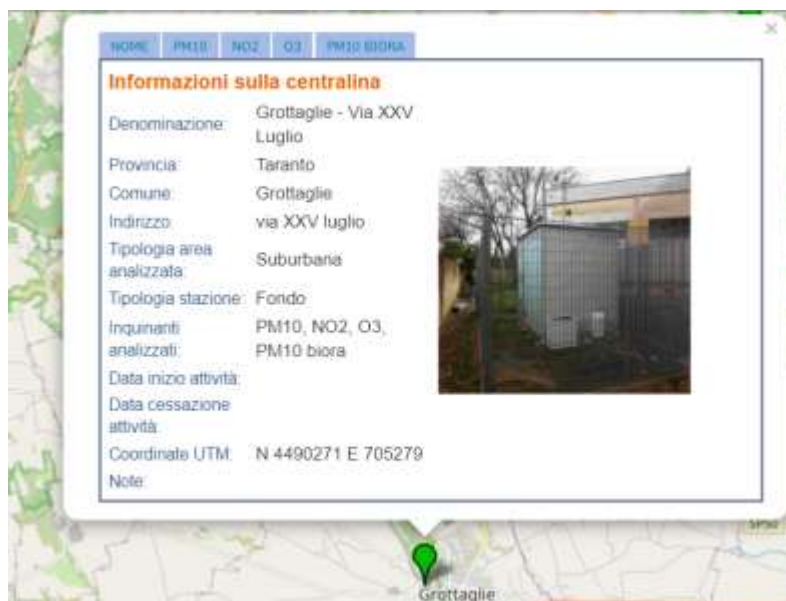 NOME PM10 NO2 O3 PM10 BIORA
×
Informazioni sulla centralina
Denominazione: Grottaglie - Via XXV
Luglio
Provincia: Taranto
Comune: Grottaglie
Indirizzo: via XXV luglio
Tipologia area
analizzata: Suburbana
Tipologia stazione: Fondo
Inquinanti
analizzati: PM10, NO2, O3,
PM10 biora
Data inizio attività:
Data cessazione
attività:
Coordinate UTM: N 4490271 E 705279
Note:
SP50
Grottaglie